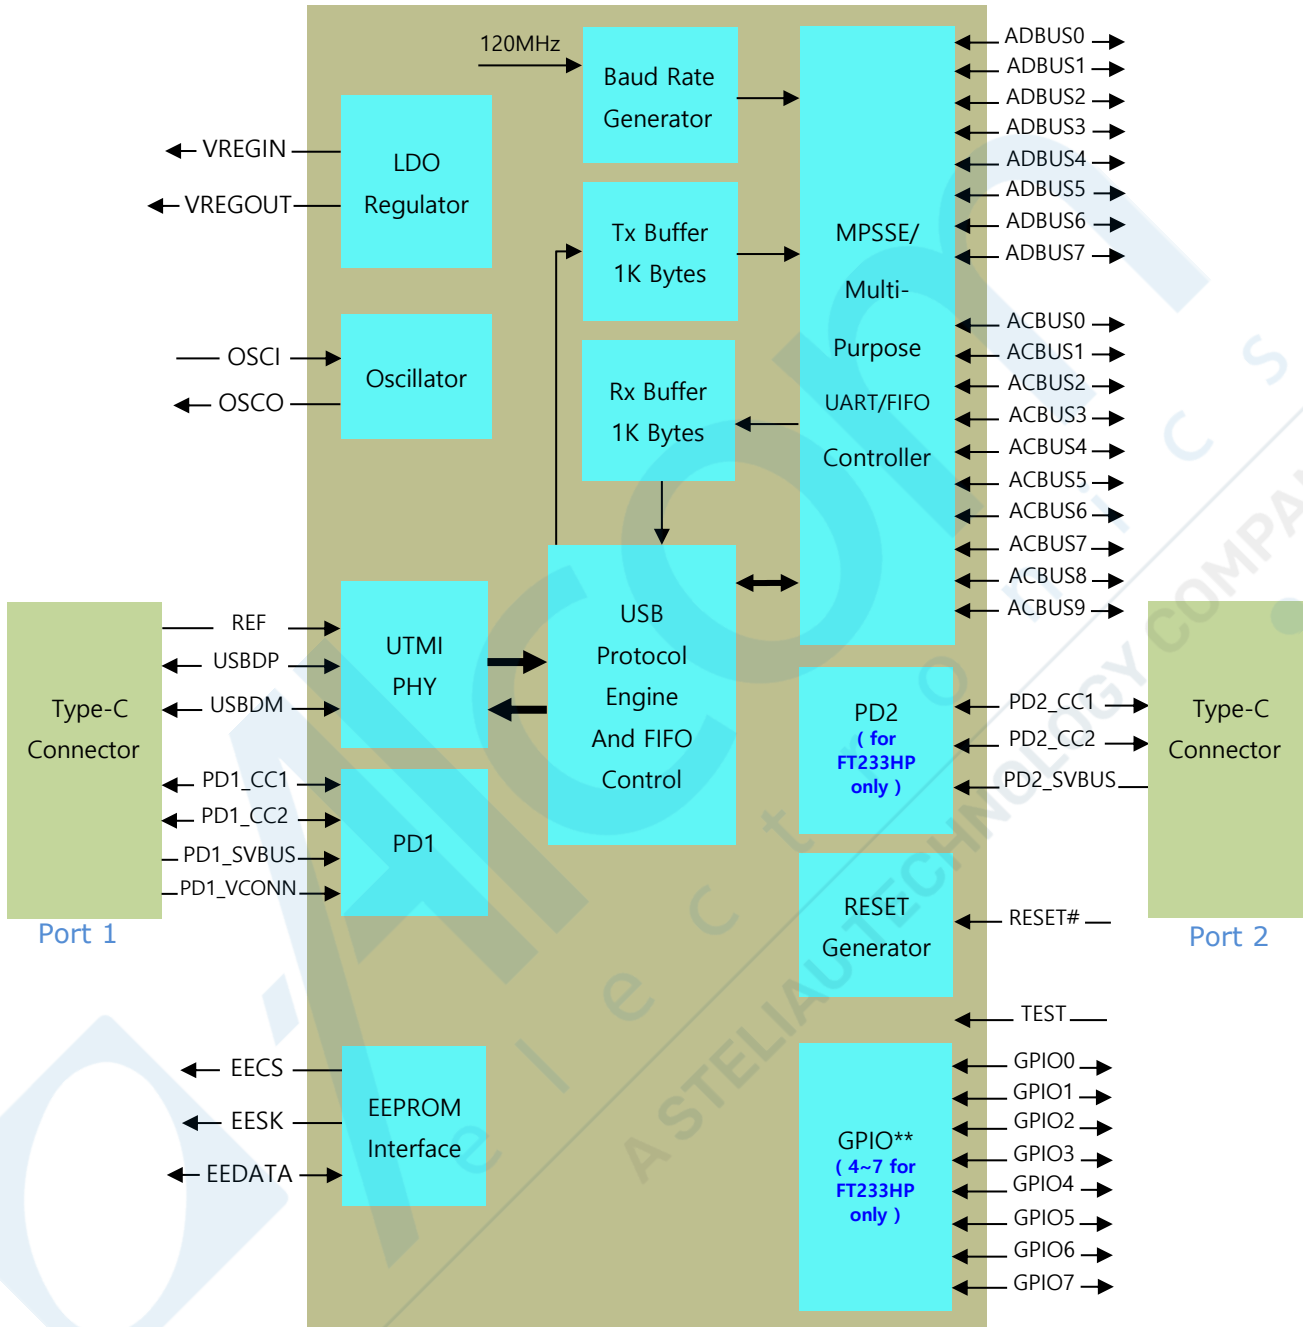 120MHz
Baud Rate
Generator
LDO
Regulator
VREGIN
VREGOUT
Tx Buffer
1K Bytes
MPSSE/
Multi-
Purpose
UART/FIFO
Controller
ADBUS0
ADBUS1
ADBUS2
ADBUS3
ADBUS4
ADBUS5
ADBUS6
ADBUS7
ACBUS0
ACBUS1
ACBUS2
ACBUS3
ACBUS4
ACBUS5
ACBUS6
ACBUS7
ACBUS8
ACBUS9
OSCI
OSCO
Oscillator
Rx Buffer
1K Bytes
Type-C
Connector
Port 1
REF
USBDP
USBDM
UTMI
PHY
USB
Protocol
Engine
And FIFO
Control
PD1_CC1
PD1_CC2
PD1_SVBUS
PD1_VCONN
PD1
PD2
( for
FT233HP
only )
PD2_CC1
PD2_CC2
PD2_SVBUS
Type-C
Connector
Port 2
RESET
Generator
RESET#
TEST
EECS
EESK
EEDATA
EEPROM
Interface
GPIO**
( 4~7 for
FT233HP
only )
GPIO0
GPIO1
GPIO2
GPIO3
GPIO4
GPIO5
GPIO6
GPIO7
electronics